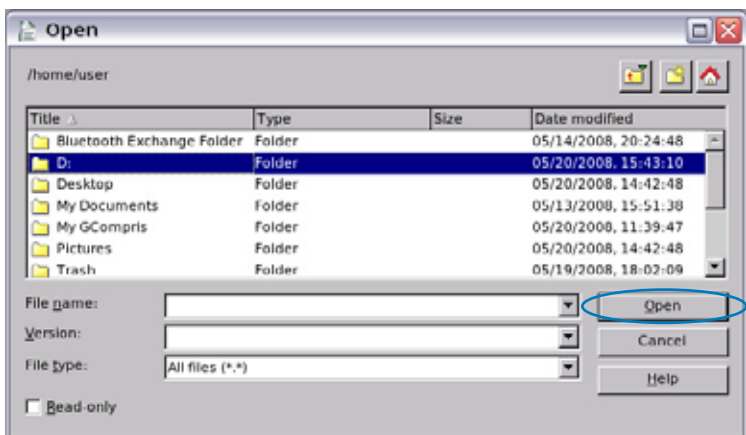 Open
/home/user
Title Type Size Date modified
Bluetooth Exchange Folder Folder 05/14/2008, 20:24:48
D: Folder 05/20/2008, 15:43:10
Desktop Folder 05/20/2008, 14:42:48
My Documents Folder 05/13/2008, 15:51:38
My GCompris Folder 05/20/2008, 11:39:47
Pictures Folder 05/20/2008, 14:42:48
Trash Folder 05/19/2008, 18:02:09
File name: Open
Version: Cancel
File type: All files (*.*) Help
Read-only